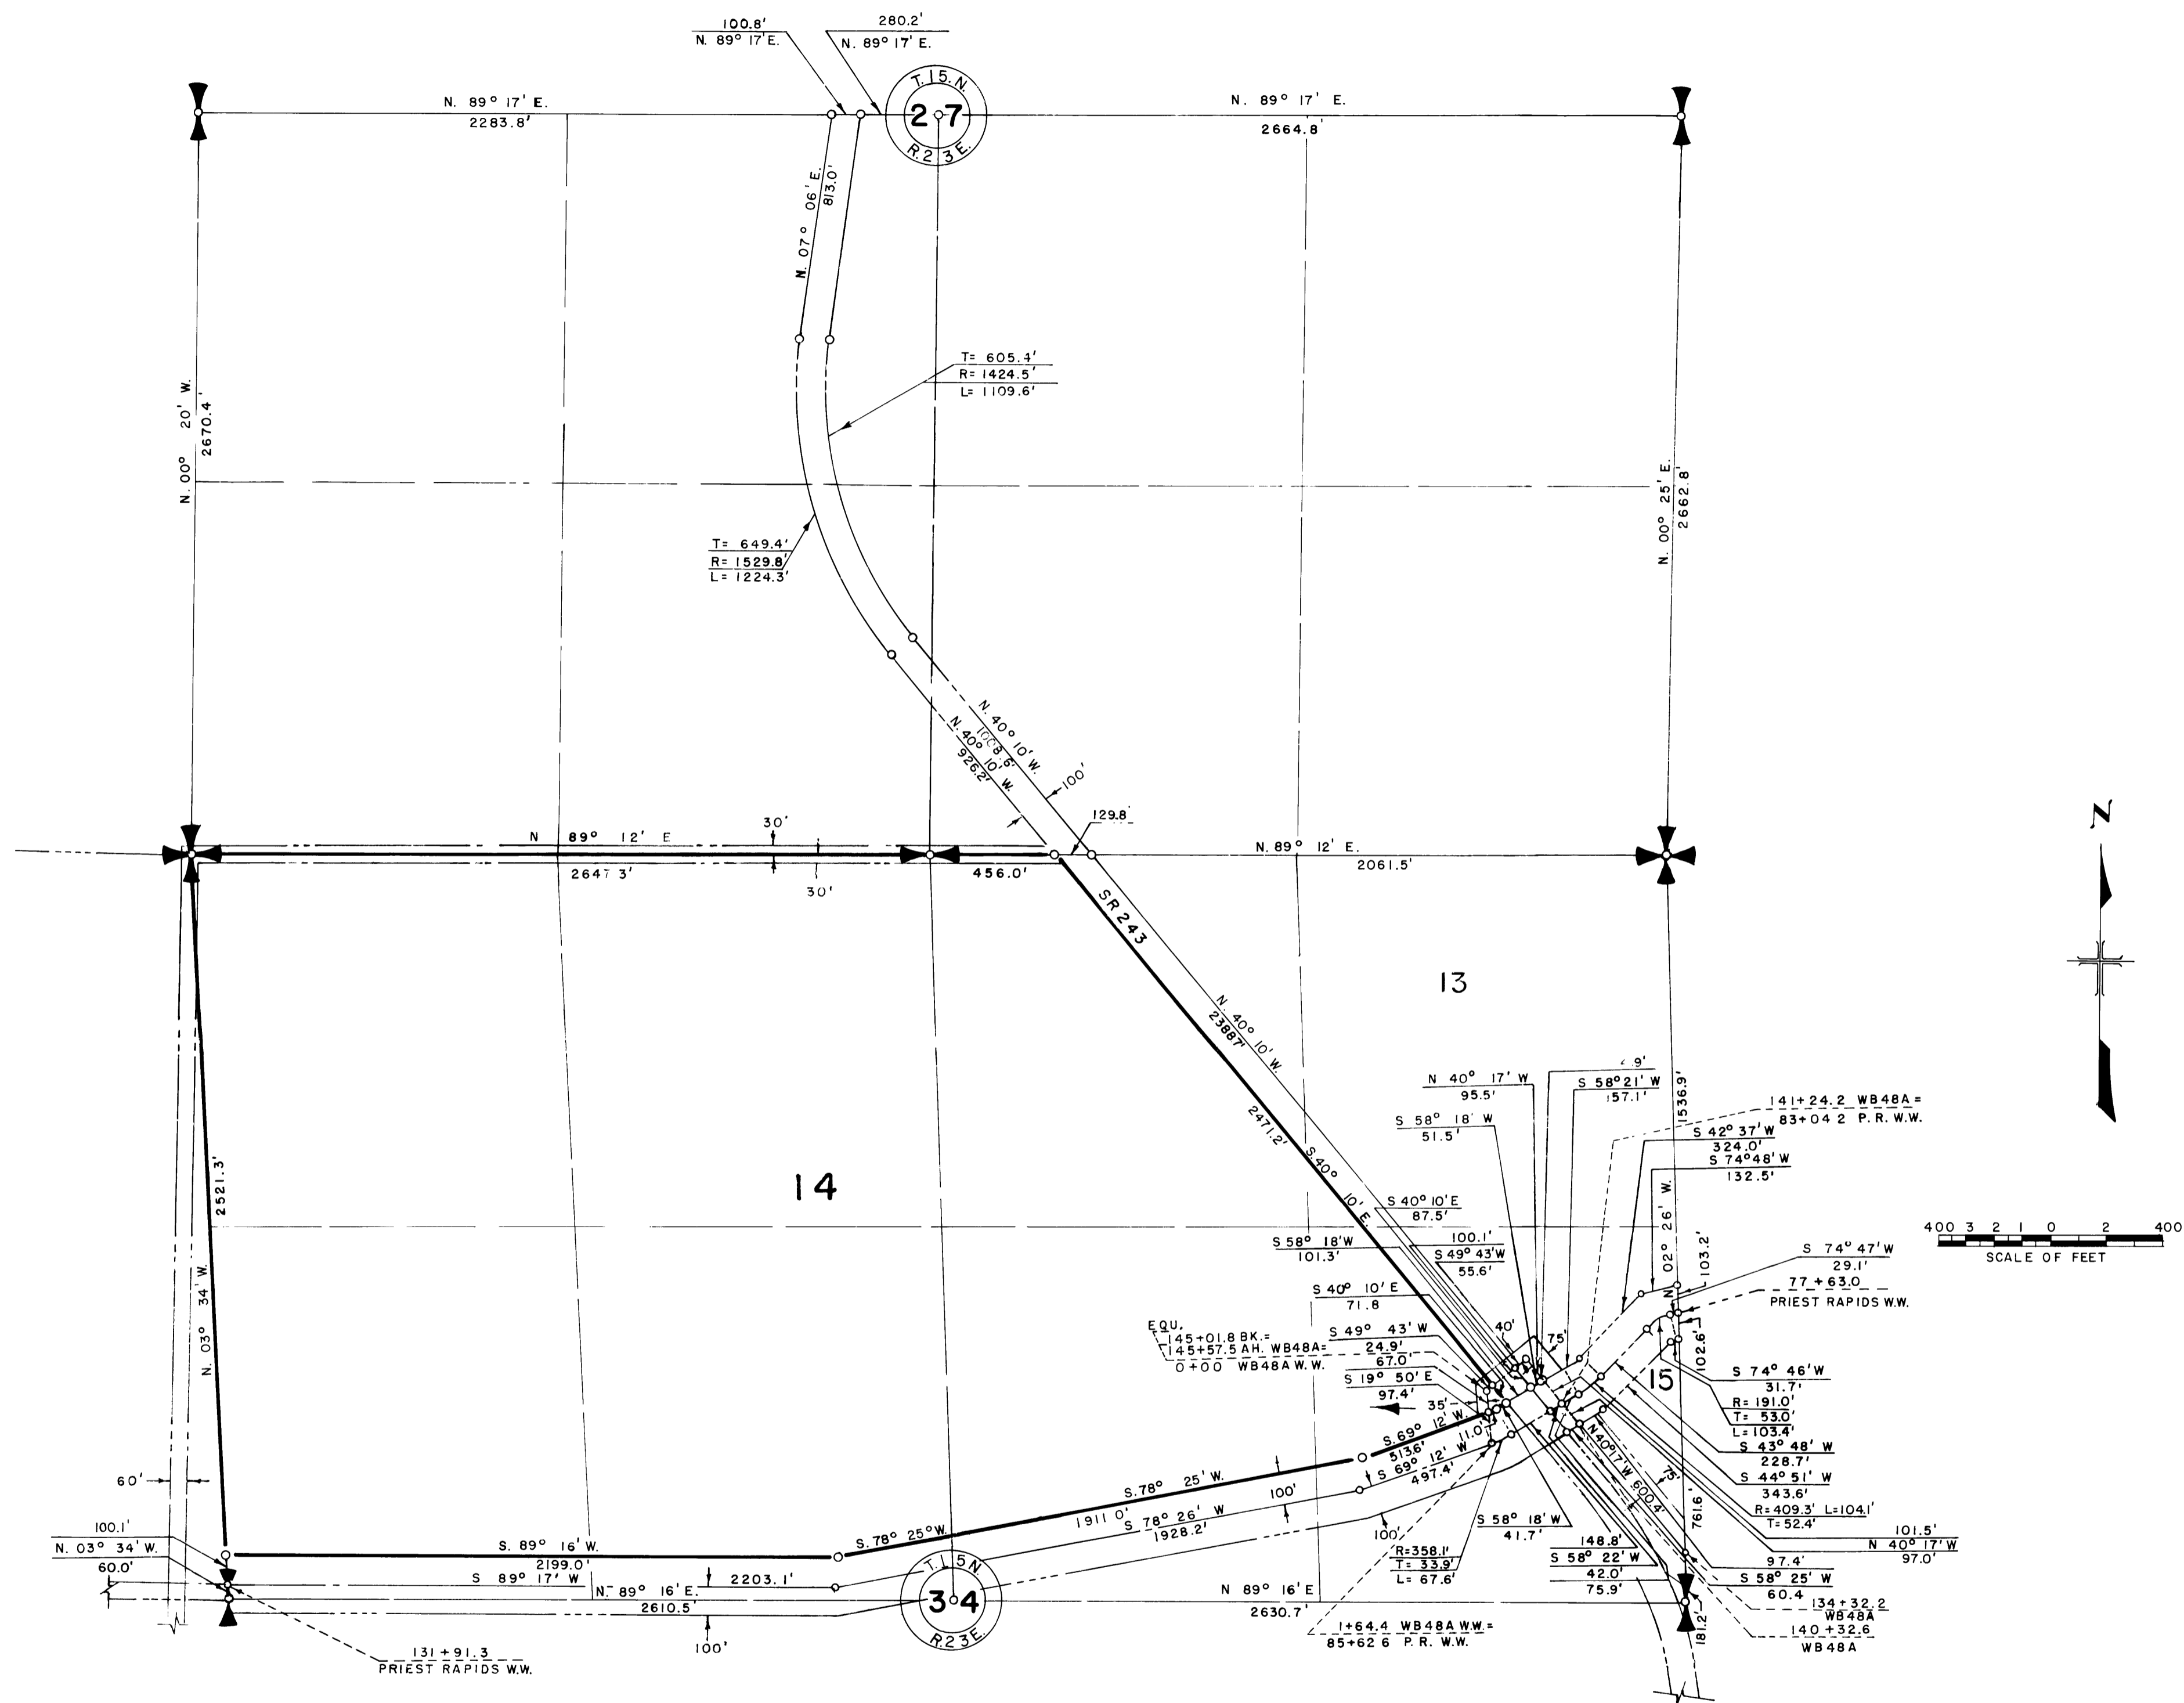 100.8'
N. 89° 17' E.
280.2'
N. 89° 17' E.
T. 15. N.
27
R. 23 E.
N. 89° 17' E.
2283.8'
N. 89° 17' E.
2664.8'
N. 07° 06' E.
813.0'
T= 605.4'
R= 1424.5'
L= 1109.6'
N. 00° 20' W.
2670.4'
N. 00° 25' E.
2662.8'
T= 649.4'
R= 1529.8'
L= 1224.3'
N. 40° 10' W.
1008.6'
N. 40° 10' W.
926.2'
100'
129.8'
30'
N 89° 12' E
2647.3'
30'
456.0'
N. 89° 12' E.
2061.5'
SR 243
N
13
N. 40° 10' W.
2388.7'
2471.2'
S. 40° 10' E.
14
2521.3'
N. 03° 34' W.
.9'
N 40° 17' W
95.5'
S 58° 21' W
157.1'
S 58° 18' W
51.5'
1536.9'
141+24.2 WB48A =
83+04.2 P. R. W.W.
S 42° 37' W
324.0'
S 74° 48' W
132.5'
N 02° 26' W.
103.2'
S 40° 10' E
87.5'
100.1'
S 49° 43' W
55.6'
S 58° 18' W
101.3'
S 40° 10' E
71.8
EQU.
145+01.8 BK.=
145+57.5 AH. WB48A=
0+00 WB48A W.W.
S 49° 43' W
24.9'
67.0'
S 19° 50' E
97.4'
35'
40'
75'
400 3 2 1 0 2 400
SCALE OF FEET
S 74° 47' W
29.1'
77 + 63.0
PRIEST RAPIDS W.W.
102.6'
15
S 74° 46' W
31.7'
R= 191.0'
T= 53.0'
L= 103.4'
S 43° 48' W
228.7'
S 44° 51' W
343.6'
R= 409.3' L=104.1'
T= 52.4'
101.5'
N 40° 17' W
97.0'
97.4'
S 58° 25' W
60.4
134+32.2
WB48A
140+32.6
WB48A
N 40° 17' W 600.4'
75'
761.6'
181.2'
S. 69° 12' W.
513.6'
11.0'
S 69° 12' W
497.4'
S. 78° 25' W.
1911.0'
100'
S 78° 26' W
1928.2'
100'
S 58° 18' W
41.7'
148.8'
S 58° 22' W
42.0'
75.9'
R=358.1'
T= 33.9'
L= 67.6'
1+64.4 WB48A W.W.=
85+62.6 P. R. W.W.
60'
100.1'
N. 03° 34' W.
60.0'
S. 89° 16' W.
2199.0'
S. 78° 25° W.
S 89° 17' W
2203.1'
N. 89° 16' E.
2610.5'
100'
T. 15 N
34
R. 23 E.
N 89° 16' E
2630.7'
131+91.3
PRIEST RAPIDS W.W.